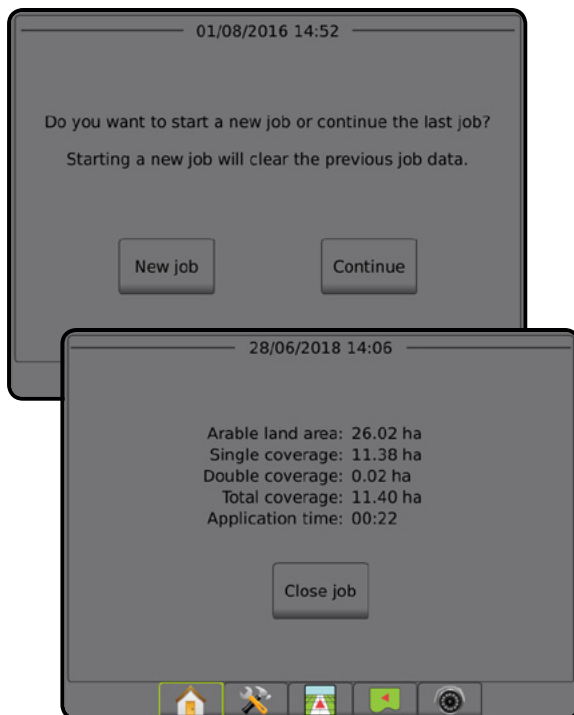 01/08/2016 14:52
Do you want to start a new job or continue the last job?
Starting a new job will clear the previous job data.
New job
Continue
28/06/2018 14:06
Arable land area: 26.02 ha
Single coverage: 11.38 ha
Double coverage: 0.02 ha
Total coverage: 11.40 ha
Application time: 00:22
Close job